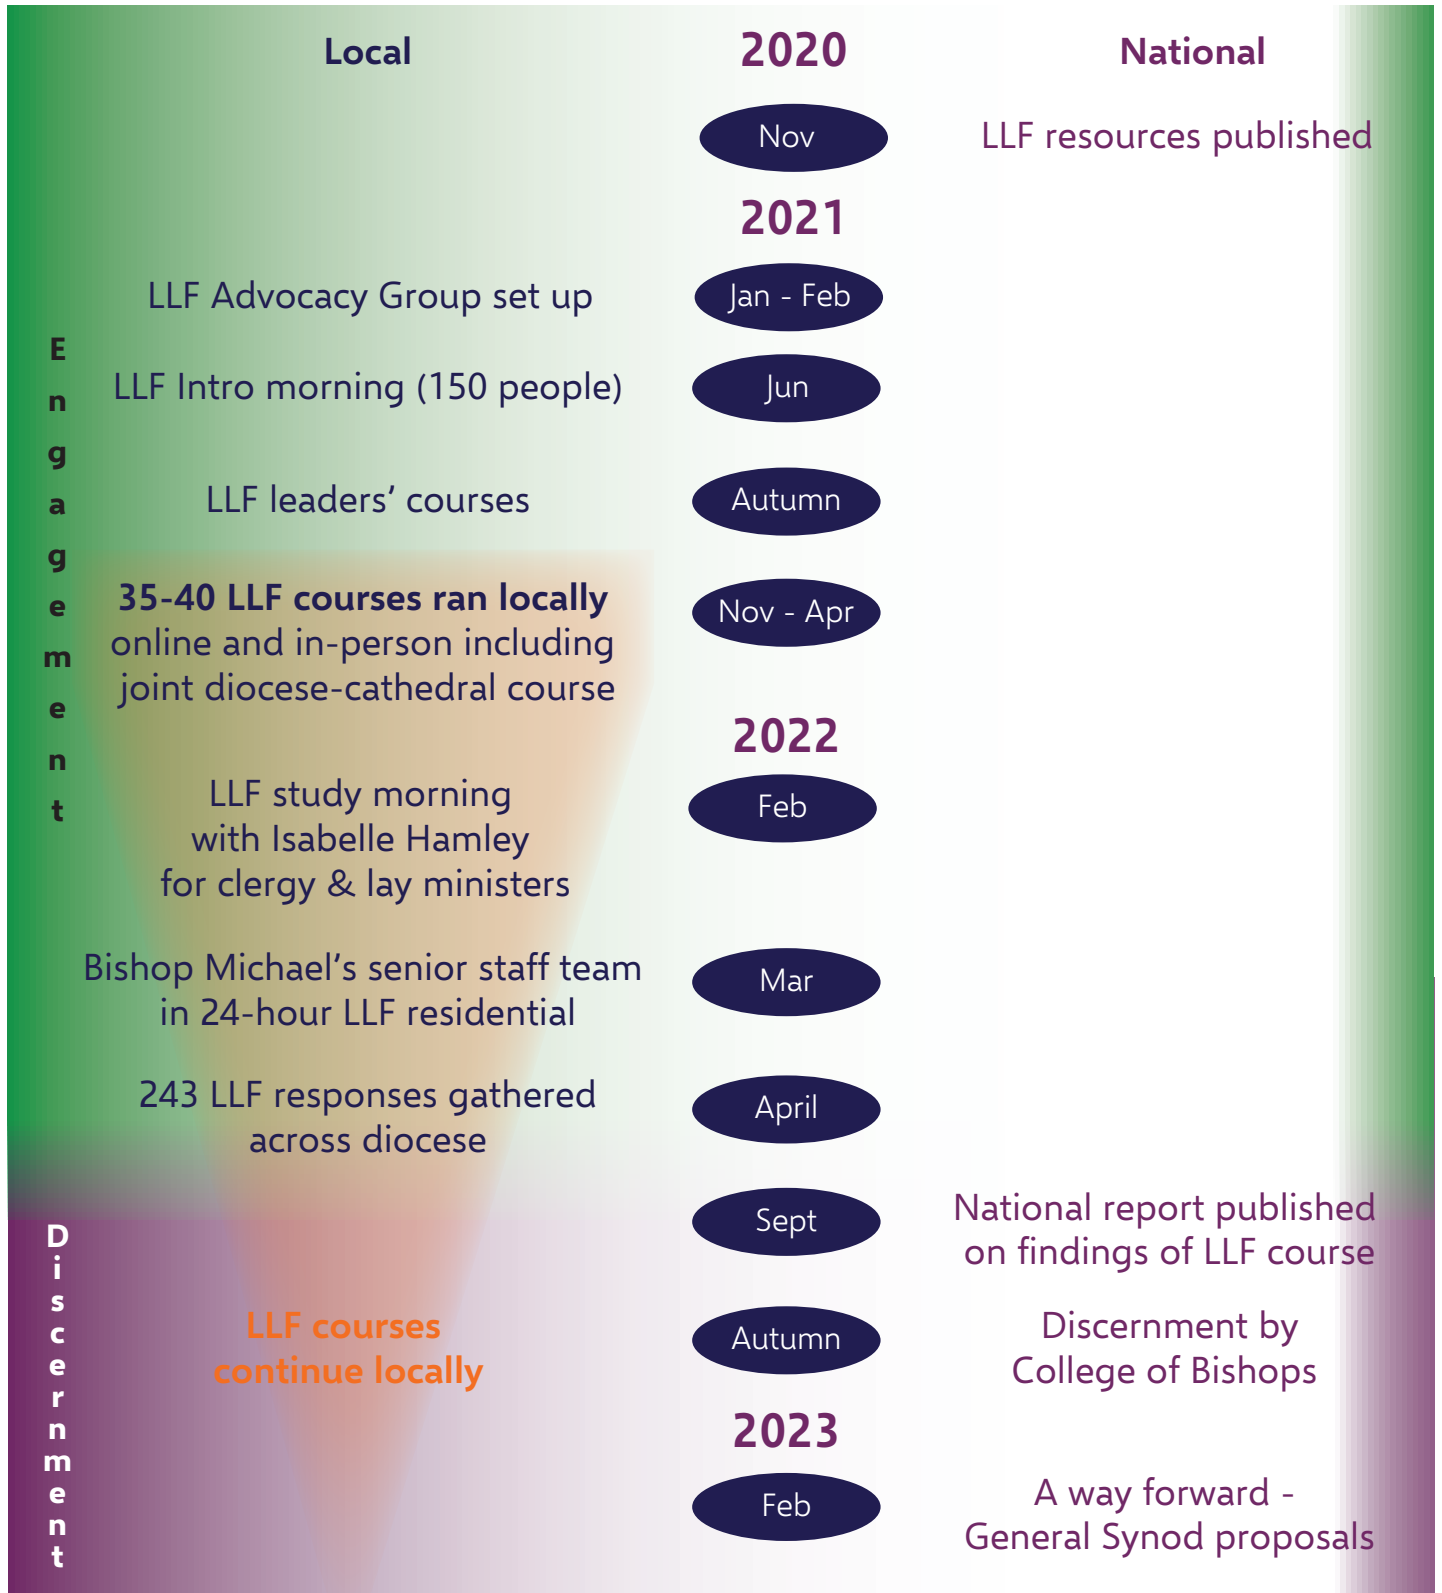 Local
2020
National
Nov
LLF resources published
2021
LLF Advocacy Group set up
Jan - Feb
Engagement
LLF Intro morning (150 people)
Jun
LLF leaders’ courses
Autumn
35-40 LLF courses ran locally
online and in-person including
joint diocese-cathedral course
Nov - Apr
2022
LLF study morning
with Isabelle Hamley
for clergy & lay ministers
Feb
Bishop Michael’s senior staff team
in 24-hour LLF residential
Mar
243 LLF responses gathered
across diocese
April
Sept
National report published
on findings of LLF course
Discernment
LLF courses
continue locally
Autumn
Discernment by
College of Bishops
2023
Feb
A way forward -
General Synod proposals